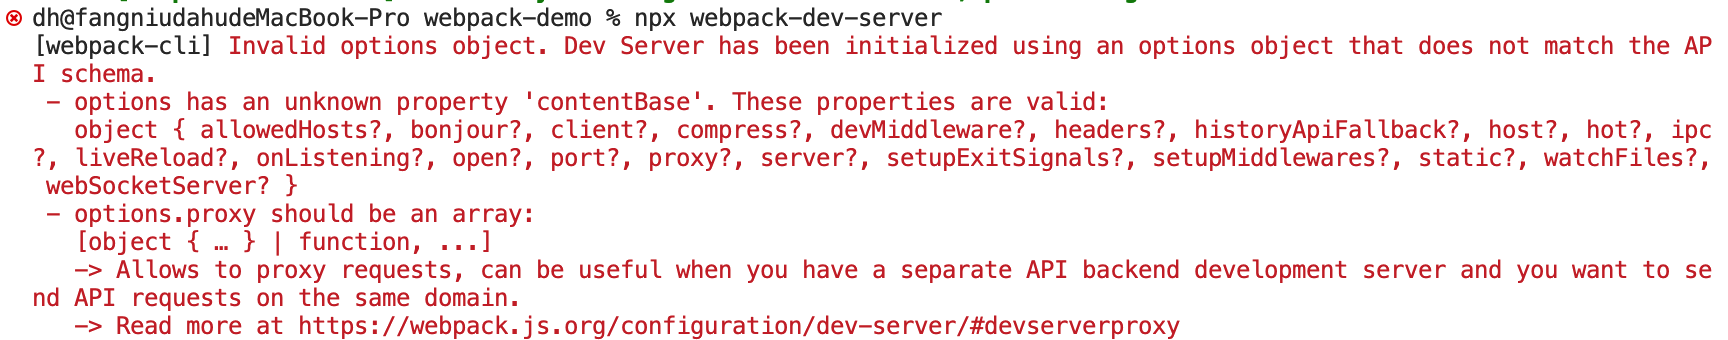 dh@fangniudahudeMacBook-Pro webpack-demo % npx webpack-dev-server
[webpack-cli] Invalid options object. Dev Server has been initialized using an options object that does not match the AP
I schema.
 - options has an unknown property 'contentBase'. These properties are valid:
   object { allowedHosts?, bonjour?, client?, compress?, devMiddleware?, headers?, historyApiFallback?, host?, hot?, ipc
?, liveReload?, onListening?, open?, port?, proxy?, server?, setupExitSignals?, setupMiddlewares?, static?, watchFiles?,
 webSocketServer? }
 - options.proxy should be an array:
   [object { … } | function, ...]
   -> Allows to proxy requests, can be useful when you have a separate API backend development server and you want to se
nd API requests on the same domain.
   -> Read more at https://webpack.js.org/configuration/dev-server/#devserverproxy